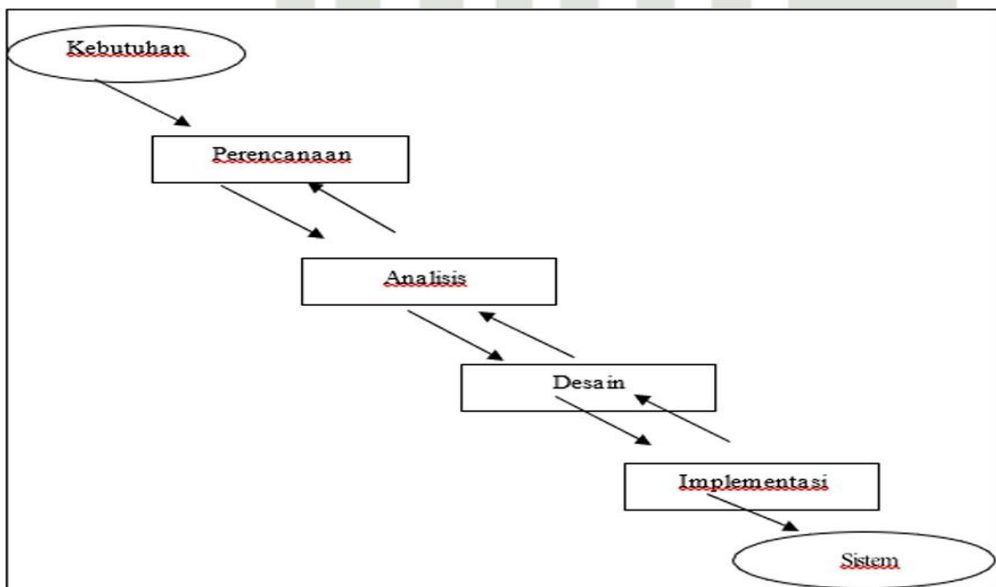 Kebutuhan
Perencanaan
Analisis
Desain
Implementasi
Sistem